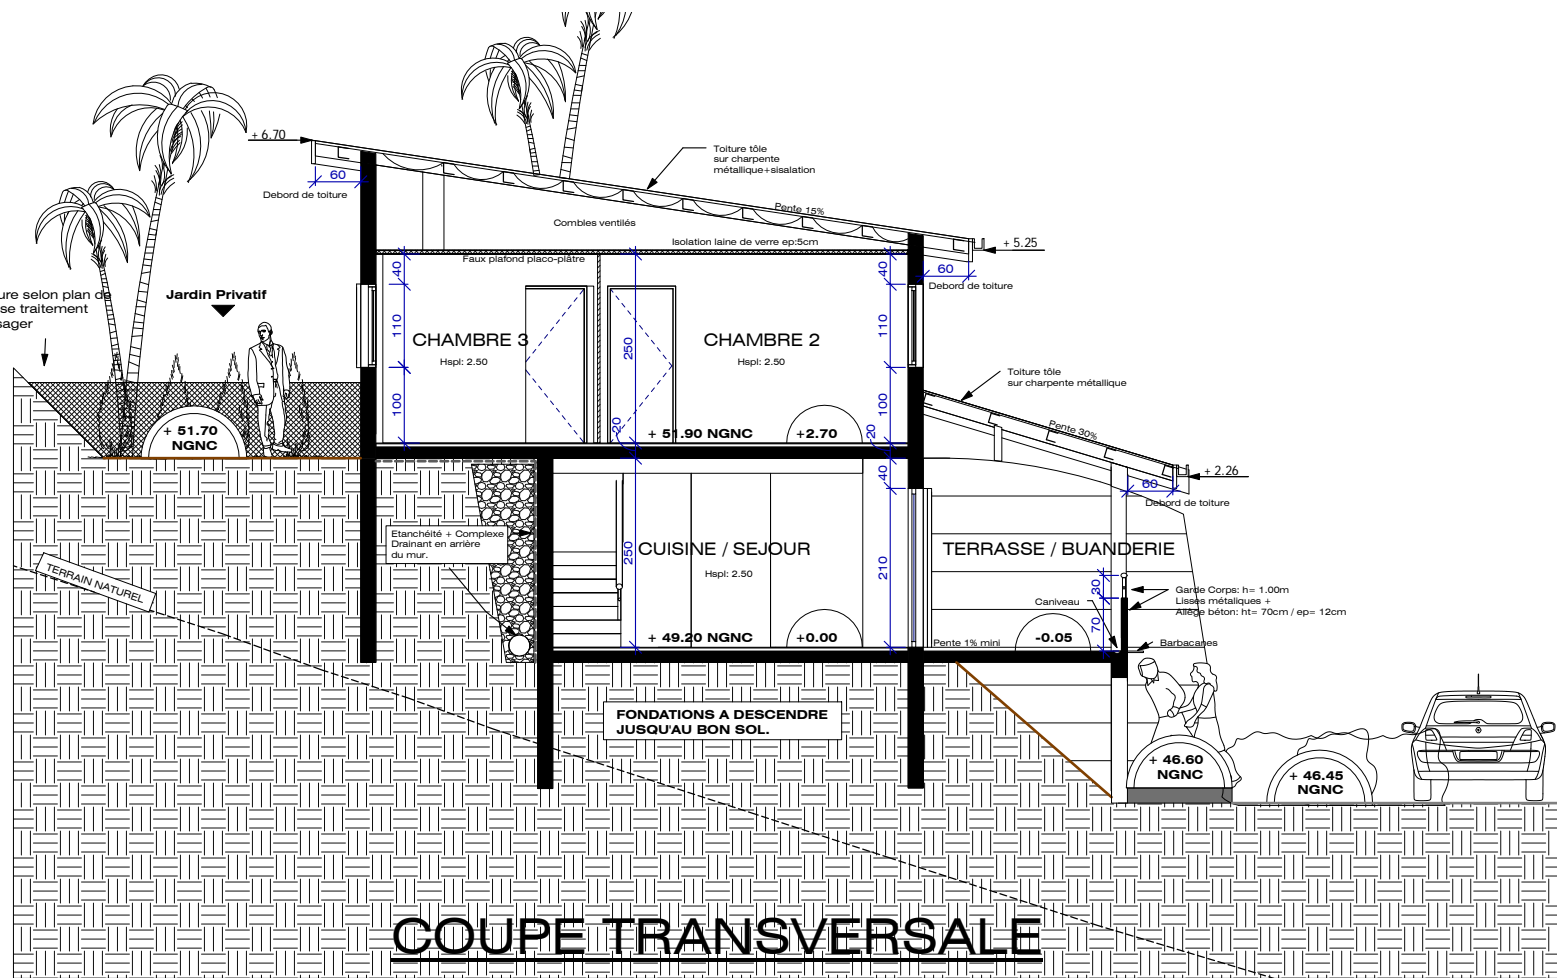 + 6.70
60
Debord de toiture
Toiture tôle
sur charpente
métallique+sisalation
Pente 15%
Combles ventilés
Isolation laine de verre ep:5cm
Faux plafond placo-plâtre
+ 5.25
60
Debord de toiture
ure selon plan de
se traitement
sager
Jardin Privatif
40
110
100
CHAMBRE 3
Hspl: 2.50
250
CHAMBRE 2
Hspl: 2.50
40
110
100
Toiture tôle
sur charpente métallique
Pente 30%
+ 51.70
NGNC
20
+ 51.90 NGNC
+2.70
20
+ 2.26
60
Debord de toiture
40
Etanchéité + Complexe
Drainant en arrière
du mur.
250
CUISINE / SEJOUR
Hspl: 2.50
210
TERRASSE / BUANDERIE
TERRAIN NATUREL
Caniveau
30
70
Garde Corps: h= 1.00m
Lisses métaliques +
Allège béton: ht= 70cm / ep= 12cm
+ 49.20 NGNC
+0.00
Pente 1% mini
-0.05
Barbacanes
FONDATIONS A DESCENDRE
JUSQU'AU BON SOL.
+ 46.60
NGNC
+ 46.45
NGNC
COUPE TRANSVERSALE